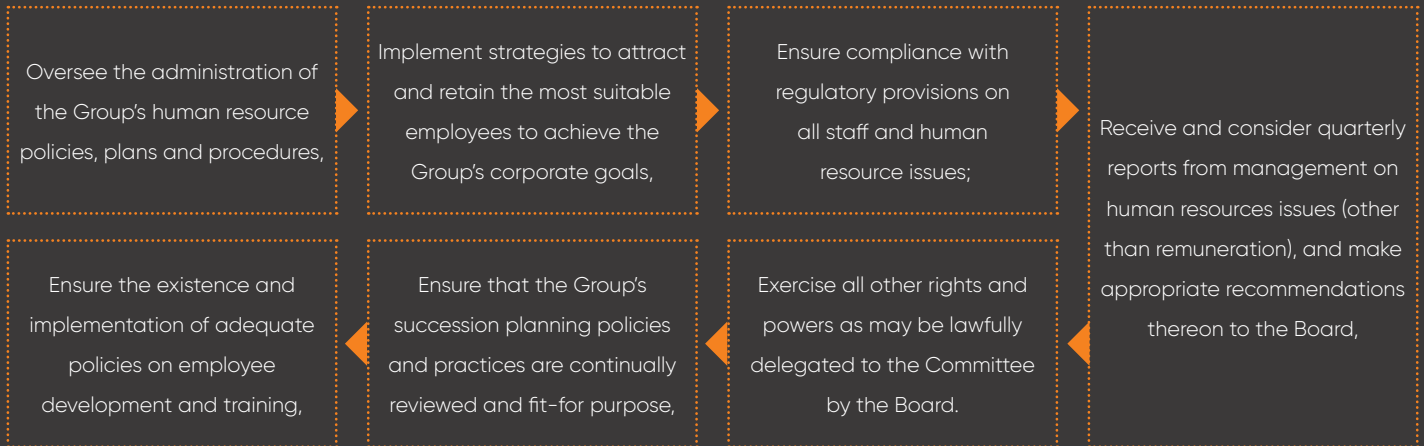 Oversee the administration of
the Group's human resource
policies, plans and procedures,
Implement strategies to attract
and retain the most suitable
employees to achieve the
Group's corporate goals,
Ensure compliance with
regulatory provisions on
all staff and human
resource issues;
Receive and consider quarterly
reports from management on
human resources issues (other
than remuneration), and make
appropriate recommendations
thereon to the Board,
Exercise all other rights and
powers as may be lawfully
delegated to the Committee
by the Board.
Ensure that the Group's
succession planning policies
and practices are continually
reviewed and fit-for purpose,
Ensure the existence and
implementation of adequate
policies on employee
development and training,